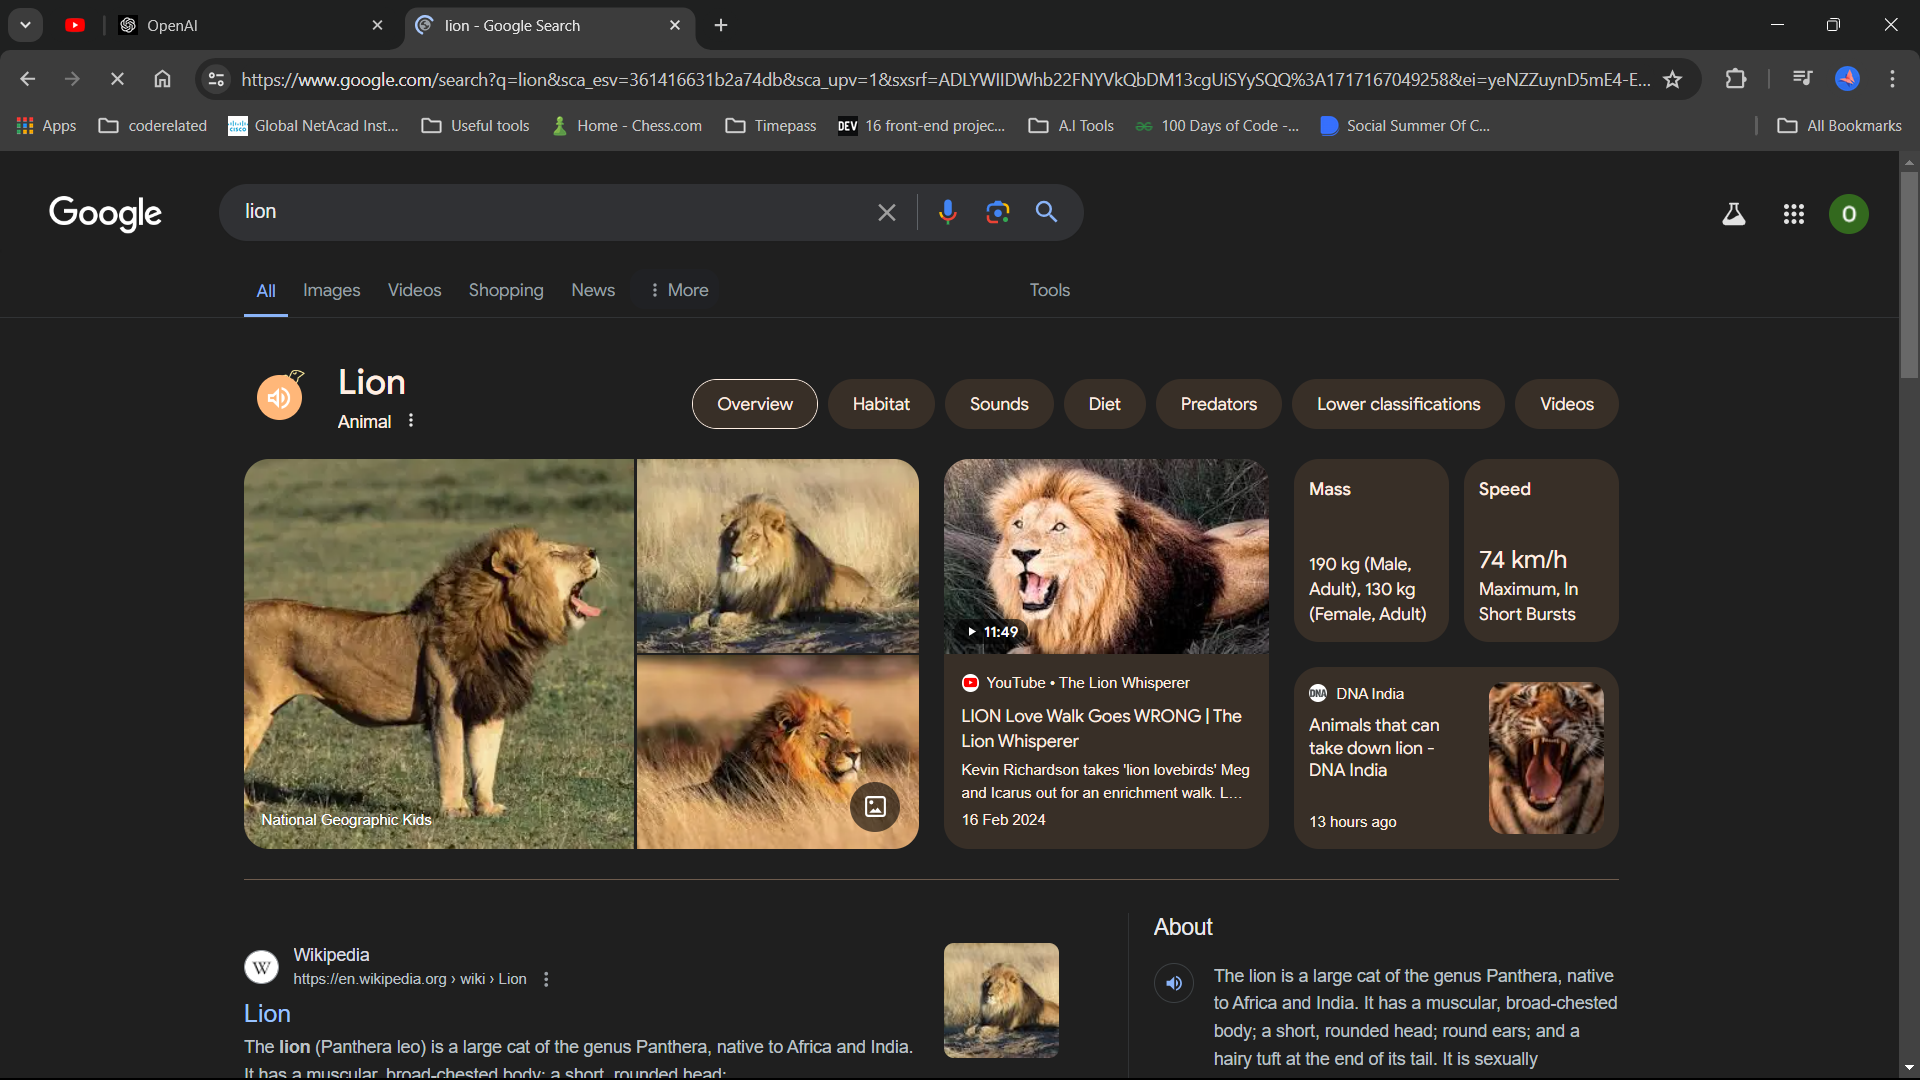 OpenAI
lion - Google Search
https://www.google.com/search?q=lion&sca_esv=361416631b2a74db&sca_upv=1&sxsrf=ADLYWIIDWhb22FNYVkQbDM13cgUiSYySQQ%3A1717167049258&ei=yeNZZuynD5mE4-E...
Apps
coderelated
Global NetAcad Inst...
Useful tools
Home - Chess.com
Timepass
DEV
16 front-end projec...
A.I Tools
100 Days of Code -...
Social Summer Of C...
All Bookmarks
Google
lion
O
All
Images
Videos
Shopping
News
More
Tools
Lion
Animal
Overview
Habitat
Sounds
Diet
Predators
Lower classifications
Videos
National Geographic Kids
11:49
YouTube • The Lion Whisperer
LION Love Walk Goes WRONG | The
Lion Whisperer
Kevin Richardson takes 'lion lovebirds' Meg
and Icarus out for an enrichment walk. L...
16 Feb 2024
Mass
190 kg (Male,
Adult), 130 kg
(Female, Adult)
Speed
74 km/h
Maximum, In
Short Bursts
DNA
DNA India
Animals that can
take down lion -
DNA India
13 hours ago
W
Wikipedia
https://en.wikipedia.org › wiki › Lion
Lion
The lion (Panthera leo) is a large cat of the genus Panthera, native to Africa and India.
It has a muscular, broad-chested body; a short, rounded head;
About
The lion is a large cat of the genus Panthera, native
to Africa and India. It has a muscular, broad-chested
body; a short, rounded head; round ears; and a
hairy tuft at the end of its tail. It is sexually